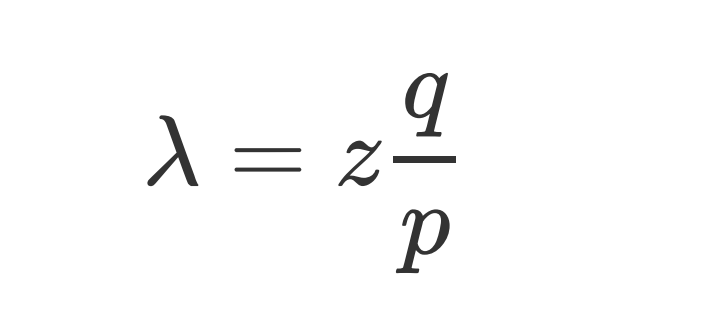 λ = z q/p